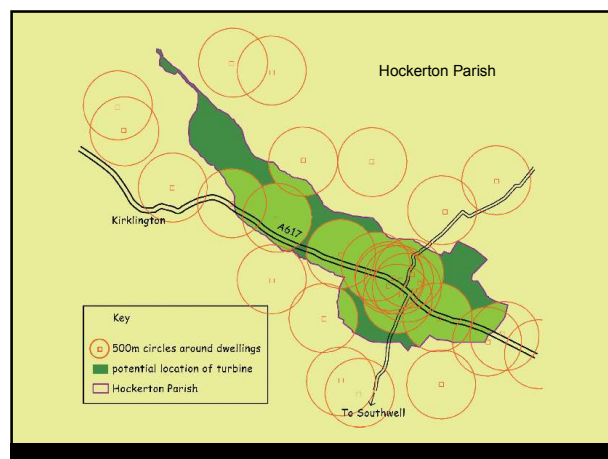 Hockerton Parish
Kirklington
A617
Key
500m circles around dwellings
potential location of turbine
Hockerton Parish
To Southwell